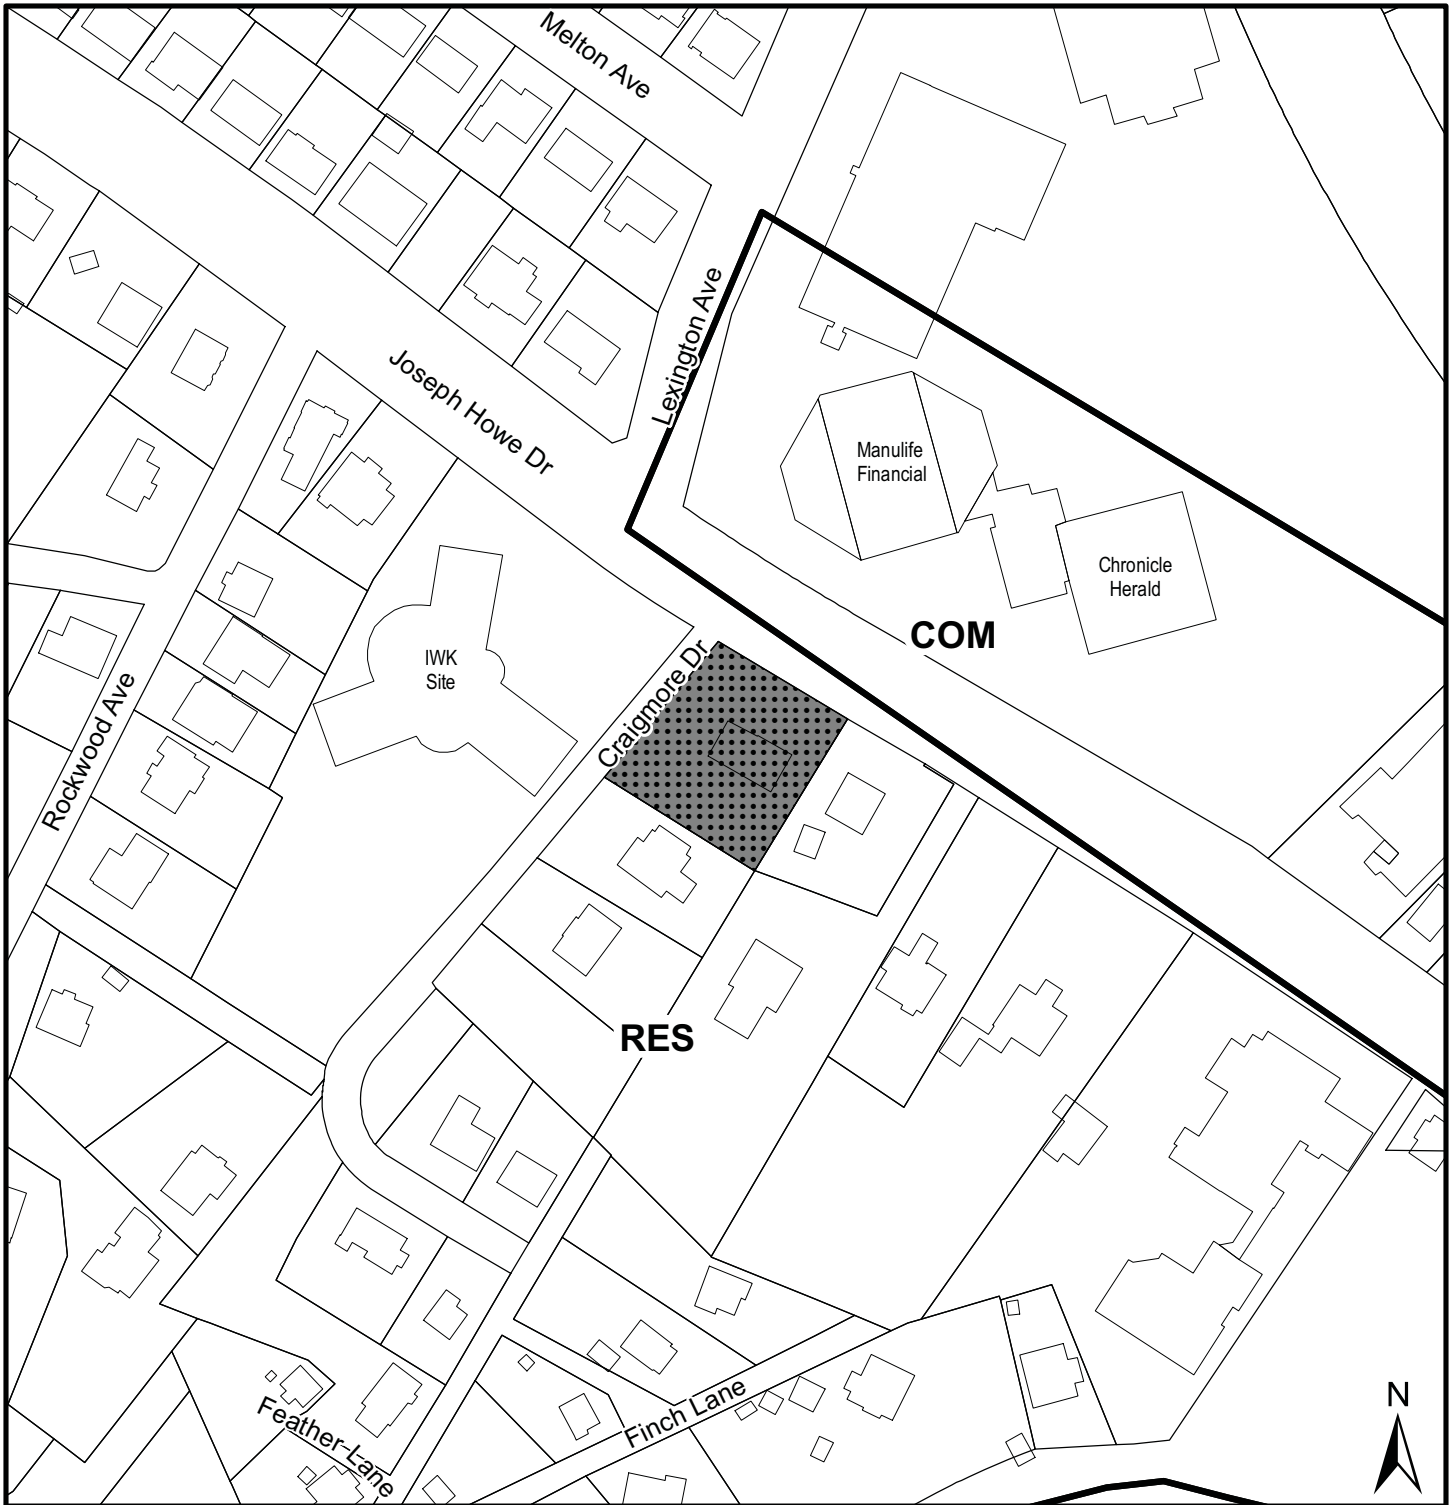 Melton Ave
Lexington Ave
Joseph Howe Dr
Manulife
Financial
Chronicle
Herald
COM
IWK
Site
Craigmore Dr
Rockwood Ave
RES
Feather Lane
Finch Lane
N